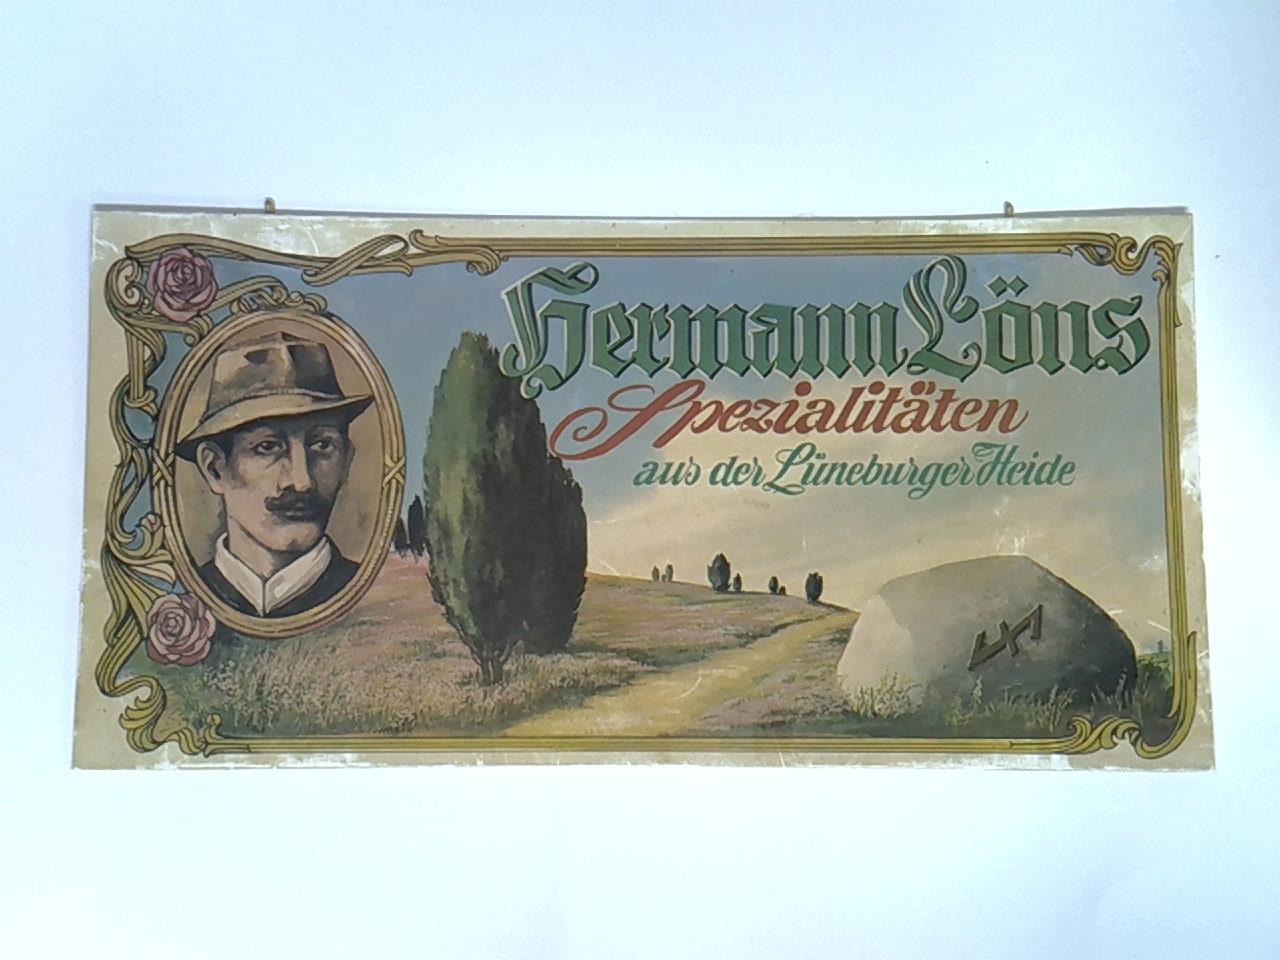 Hermann Löns
Spezialitäten
aus der Lüneburger Heide